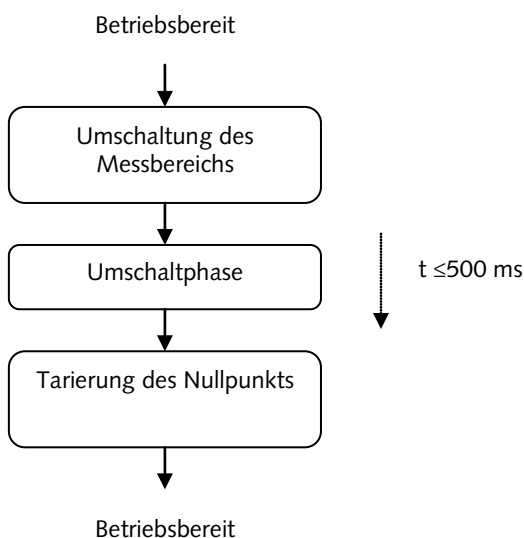 Betriebsbereit
Umschaltung des
Messbereichs
Umschaltphase
t ≤500 ms
Tarierung des Nullpunkts
Betriebsbereit